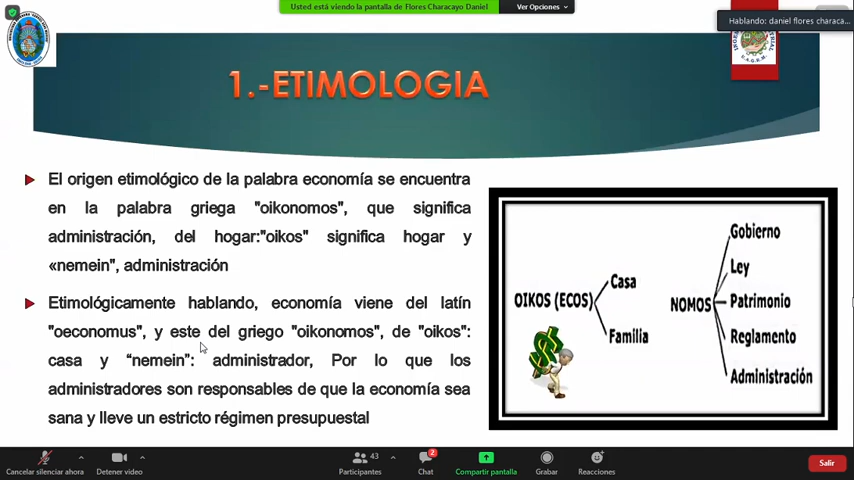 Usted está viendo la pantalla de Flores Characayo Daniel
Ver Opciones
Hablando: daniel flores characa...
1.-ETIMOLOGIA
U.A.G.R.M.
El origen etimológico de la palabra economía se encuentra
en la palabra griega "oikonomos", que significa
administración, del hogar:"oikos" significa hogar y
«nemein", administración
Etimológicamente hablando, economía viene del latín
"oeconomus", y este del griego "oikonomos", de "oikos":
casa y “nemein”: administrador, Por lo que los
administradores son responsables de que la economía sea
sana y lleve un estricto régimen presupuestal
OIKOS (ECOS)
Casa
Familia
NOMOS
Gobierno
Ley
Patrimonio
Reglamento
Administración
Cancelar silenciar ahora
Detener video
43
Participantes
2
Chat
Compartir pantalla
Grabar
Reacciones
Salir